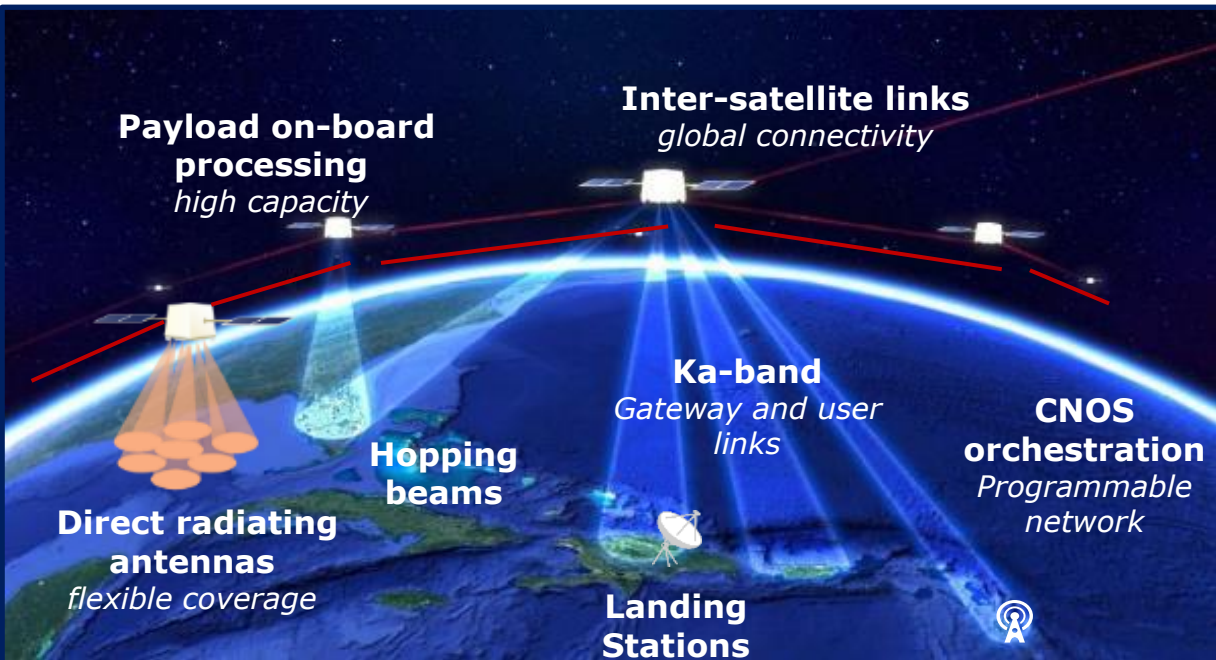 Payload on-board
processing
high capacity
Inter-satellite links
global connectivity
Direct radiating
antennas
flexible coverage
Hopping
beams
Ka-band
Gateway and user
links
Landing
Stations
CNOS
orchestration
Programmable
network